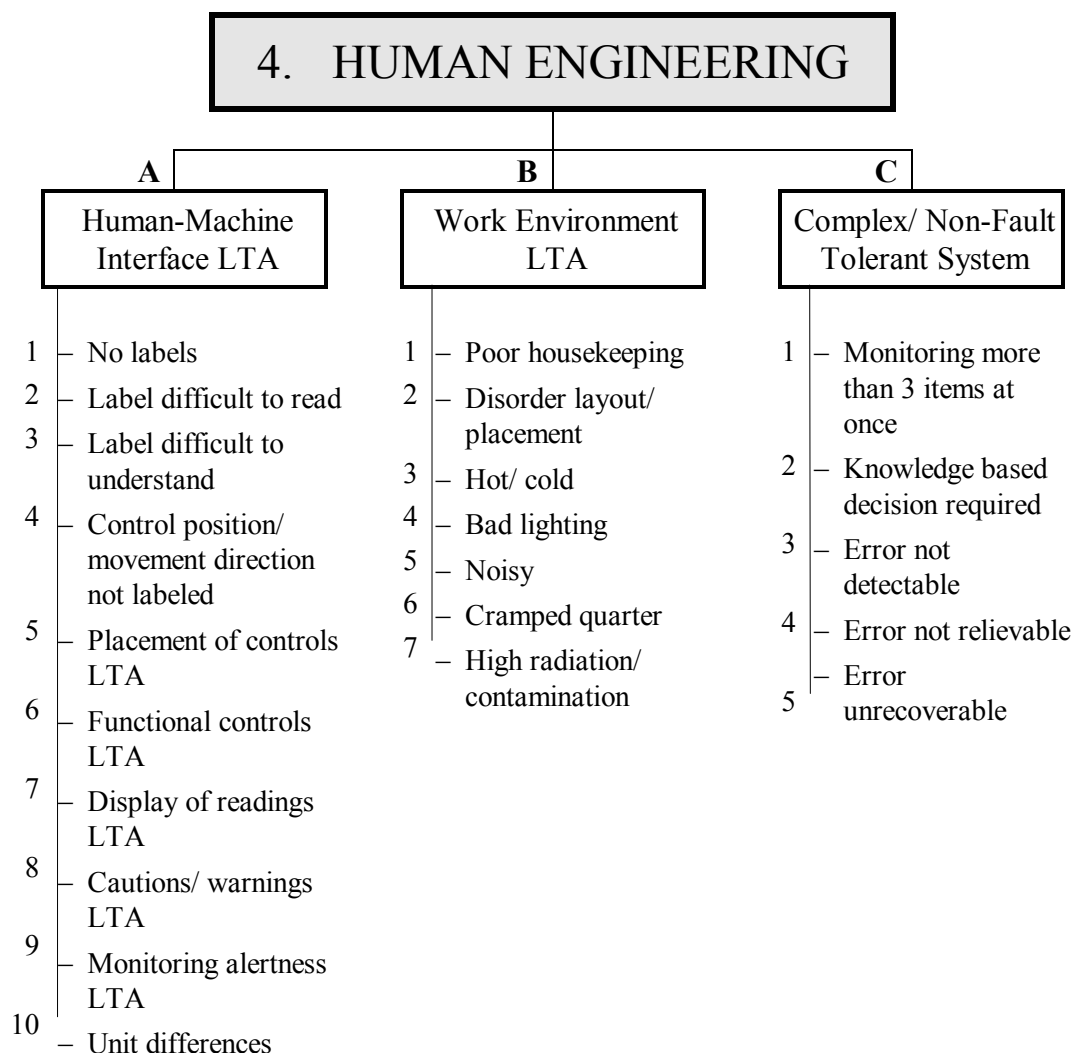 4. HUMAN ENGINEERING
A
Human-Machine
Interface LTA
1 – No labels
2 – Label difficult to read
3 – Label difficult to
understand
4 – Control position/
movement direction
not labeled
5 – Placement of controls
LTA
6 – Functional controls
LTA
7 – Display of readings
LTA
8 – Cautions/ warnings
LTA
9 – Monitoring alertness
LTA
10 – Unit differences
B
Work Environment
LTA
1 – Poor housekeeping
2 – Disorder layout/
placement
3 – Hot/ cold
4 – Bad lighting
5 – Noisy
6 – Cramped quarter
7 – High radiation/
contamination
C
Complex/ Non-Fault
Tolerant System
1 – Monitoring more
than 3 items at
once
2 – Knowledge based
decision required
3 – Error not
detectable
4 – Error not relievable
5 – Error
unrecoverable